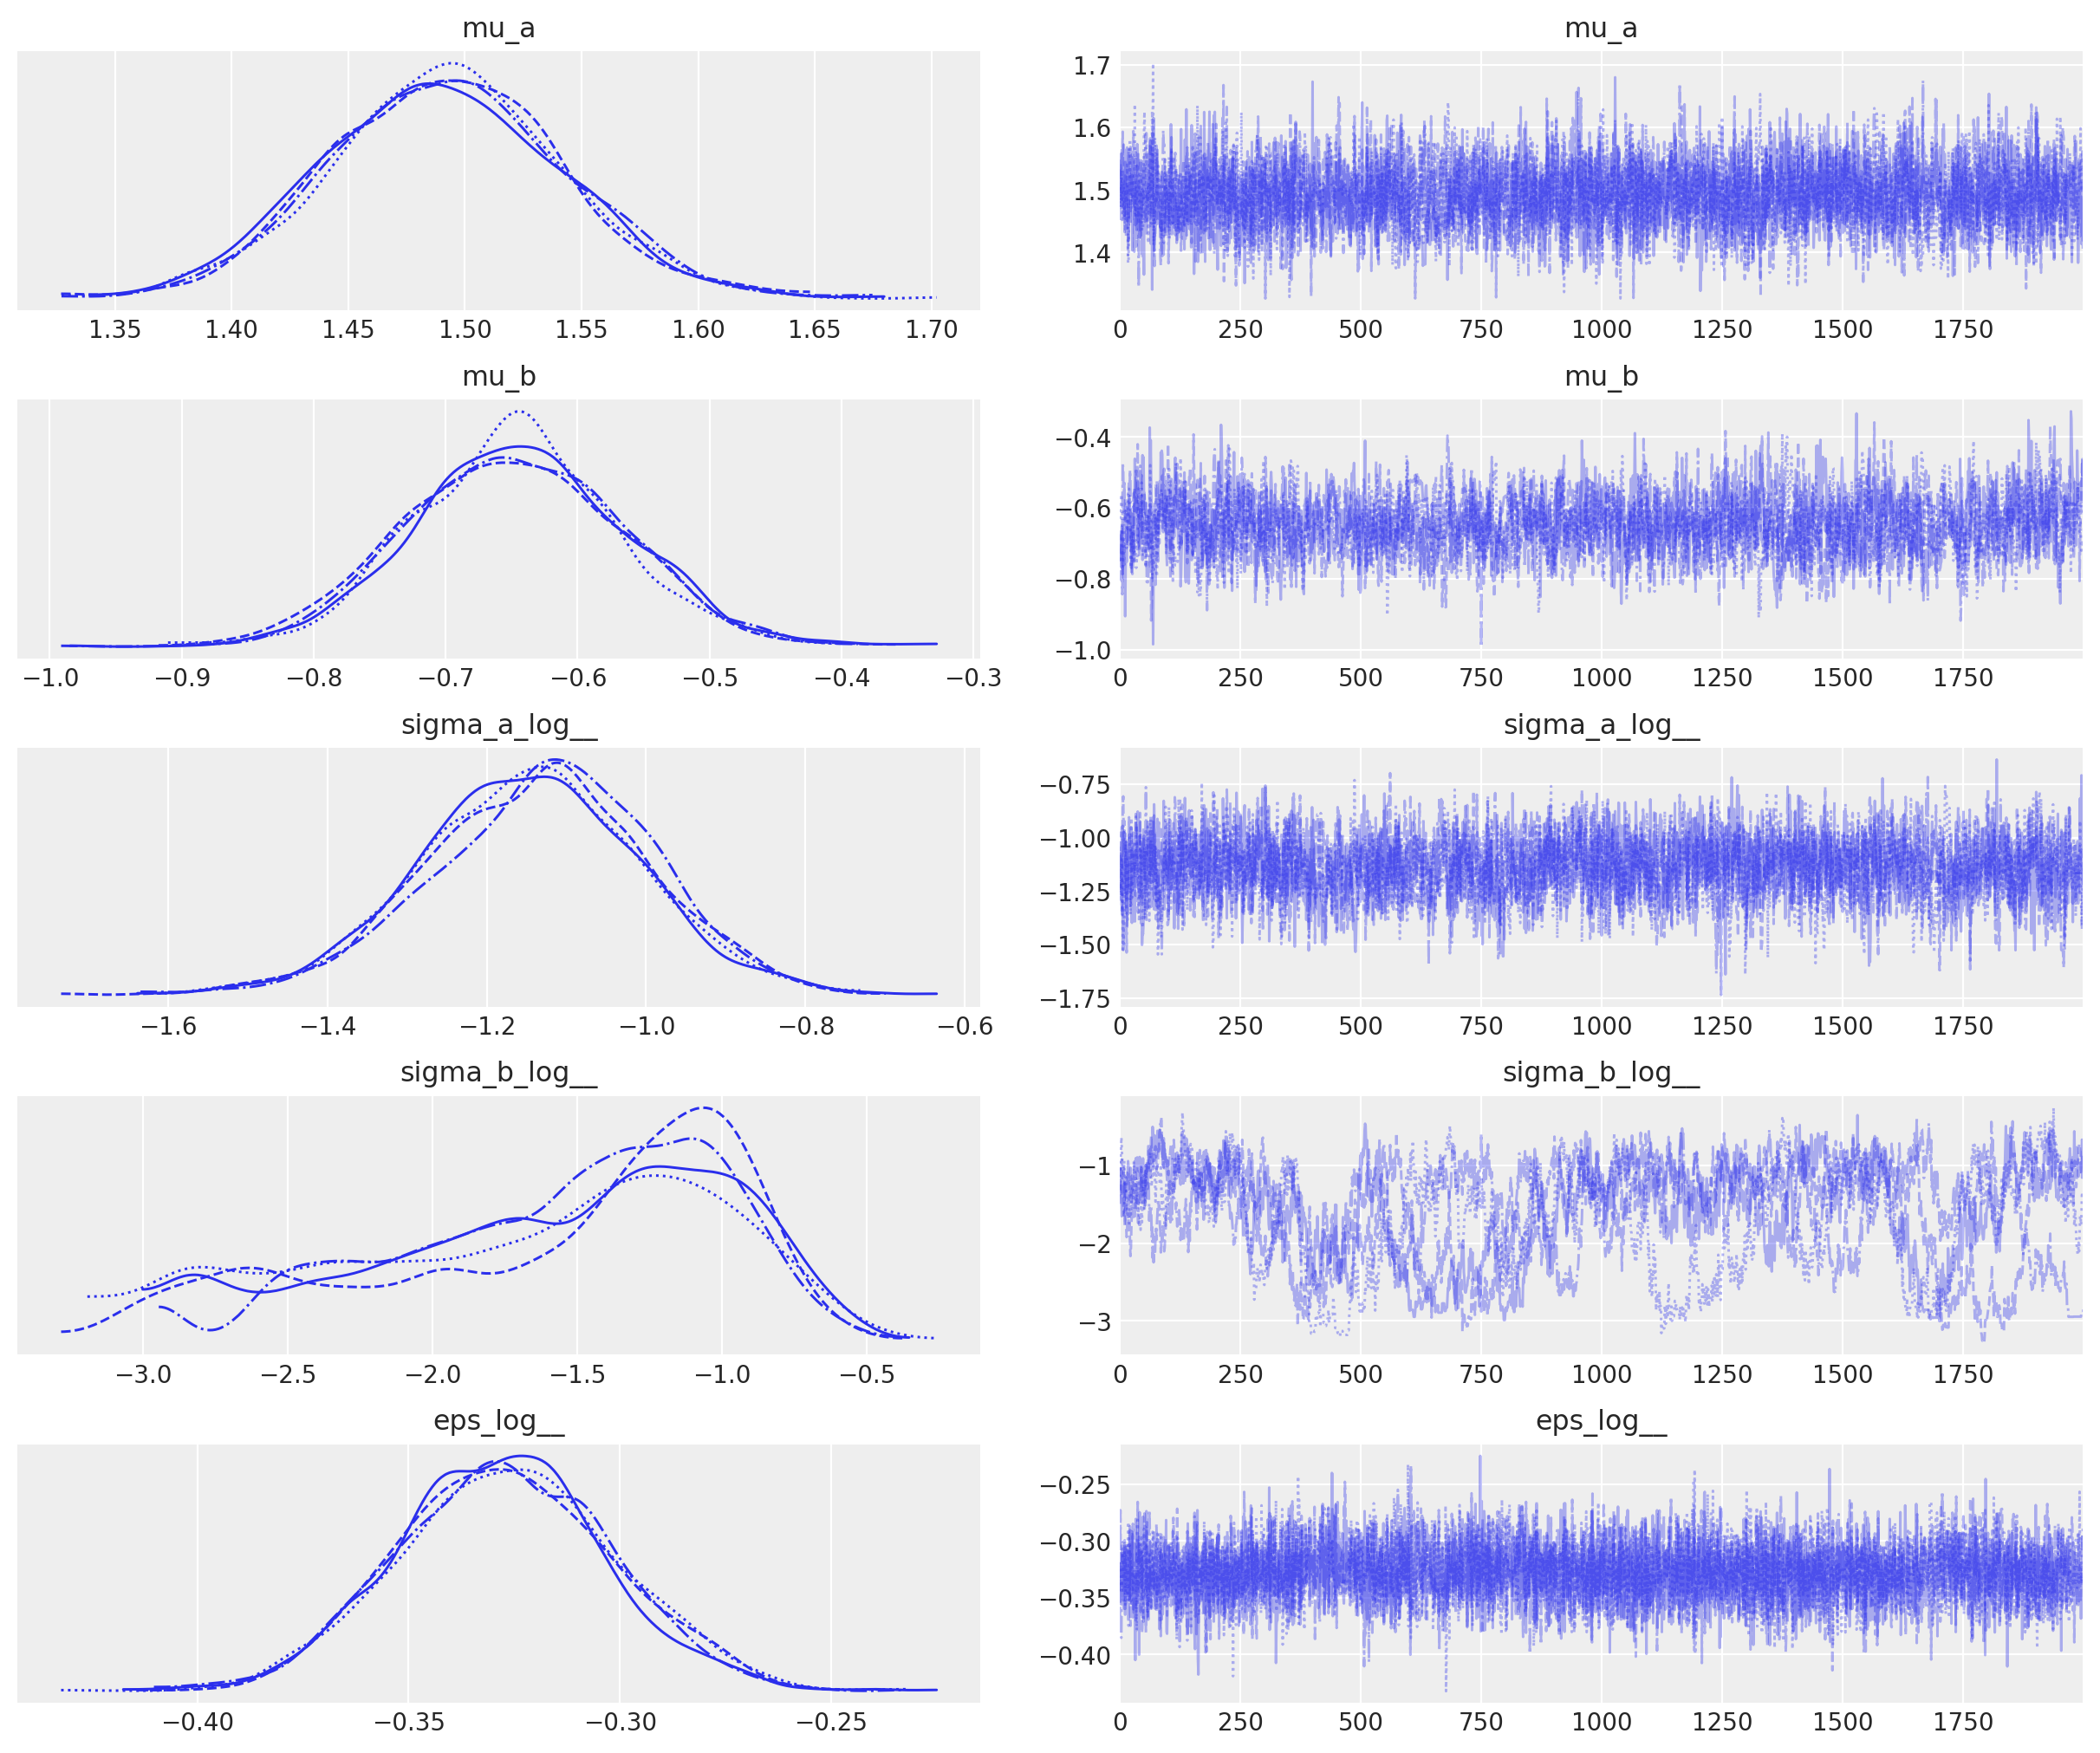 mu_a mu_a
1.35 1.40 1.45 1.50 1.55 1.60 1.65 1.70
1.7
1.6
1.5
1.4
0 250 500 750 1000 1250 1500 1750
mu_b mu_b
−1.0 −0.9 −0.8 −0.7 −0.6 −0.5 −0.4 −0.3
−0.4
−0.6
−0.8
−1.0
0 250 500 750 1000 1250 1500 1750
sigma_a_log__ sigma_a_log__
−1.6 −1.4 −1.2 −1.0 −0.8 −0.6
−0.75
−1.00
−1.25
−1.50
−1.75
0 250 500 750 1000 1250 1500 1750
sigma_b_log__ sigma_b_log__
−3.0 −2.5 −2.0 −1.5 −1.0 −0.5
−1
−2
−3
0 250 500 750 1000 1250 1500 1750
eps_log__ eps_log__
−0.40 −0.35 −0.30 −0.25
−0.25
−0.30
−0.35
−0.40
0 250 500 750 1000 1250 1500 1750